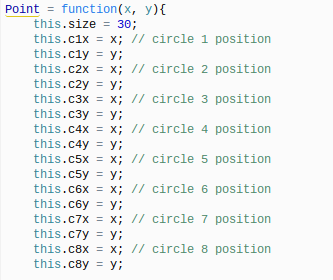 Point = function(x, y){
this.size = 30;
this.c1x = x; // circle 1 position
this.c1y = y;
this.c2x = x; // circle 2 position
this.c2y = y;
this.c3x = x; // circle 3 position
this.c3y = y;
this.c4x = x; // circle 4 position
this.c4y = y;
this.c5x = x; // circle 5 position
this.c5y = y;
this.c6x = x; // circle 6 position
this.c6y = y;
this.c7x = x; // circle 7 position
this.c7y = y;
this.c8x = x; // circle 8 position
this.c8y = y;